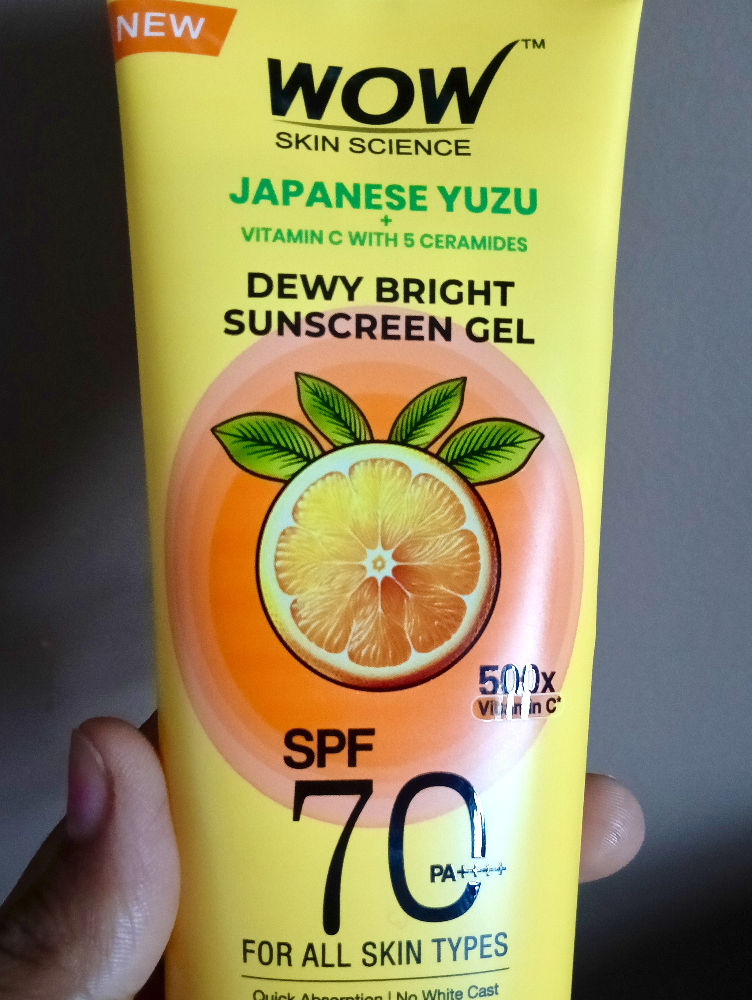 NEW
WOW™
SKIN SCIENCE
JAPANESE YUZU
+
VITAMIN C WITH 5 CERAMIDES
DEWY BRIGHT
SUNSCREEN GEL
500x
Vitamin C*
SPF
70
PA++++
FOR ALL SKIN TYPES
Quick Absorption | No White Cast